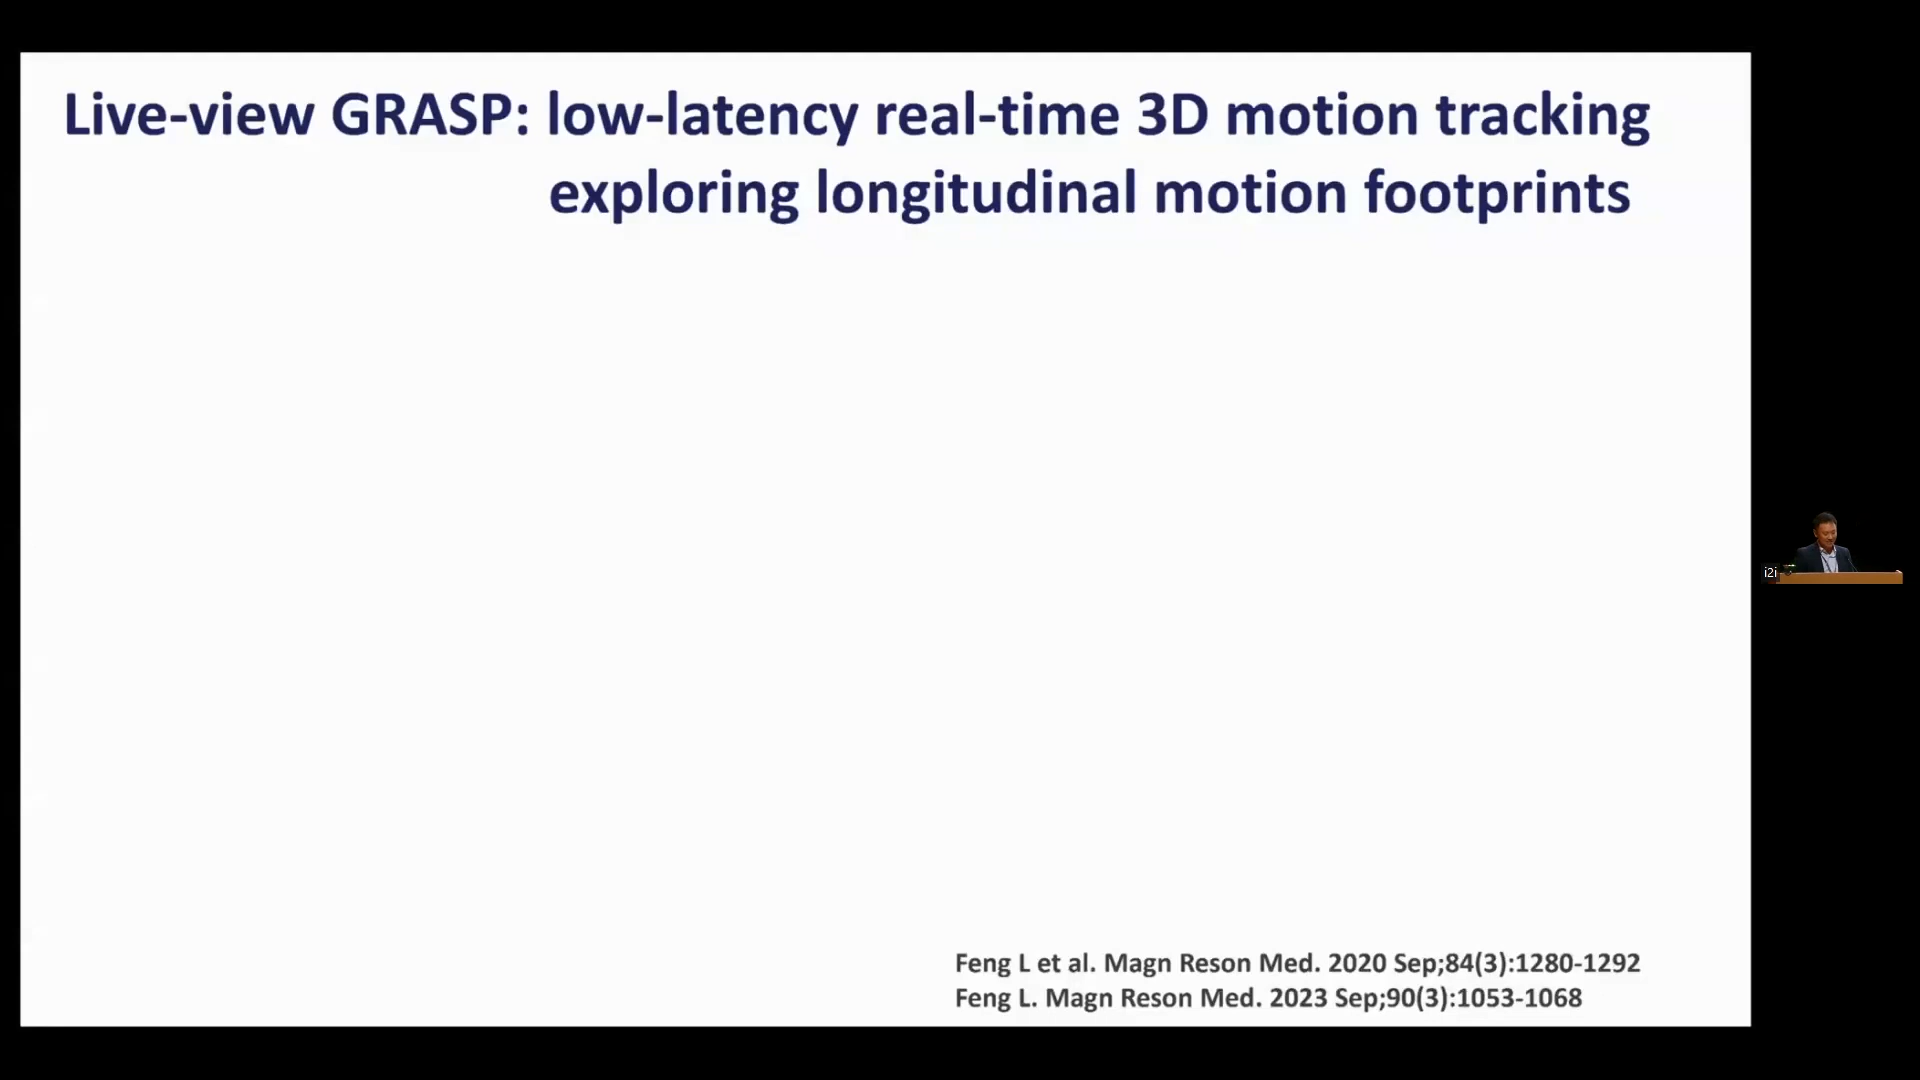 Live-view GRASP: low-latency real-time 3D motion tracking
exploring longitudinal motion footprints
Feng L et al. Magn Reson Med. 2020 Sep;84(3):1280-1292
Feng L. Magn Reson Med. 2023 Sep;90(3):1053-1068
i2i